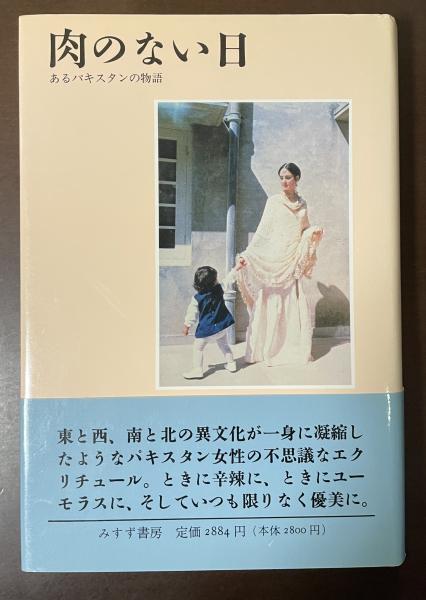 肉のない日
あるパキスタンの物語
東と西、南と北の異文化が一身に凝縮し
たようなパキスタン女性の不思議なエク
リチュール。ときに辛辣に、ときにユー
モラスに、そしていつも限りなく優美に。
みすず書房 定価2884円（本体2800円）